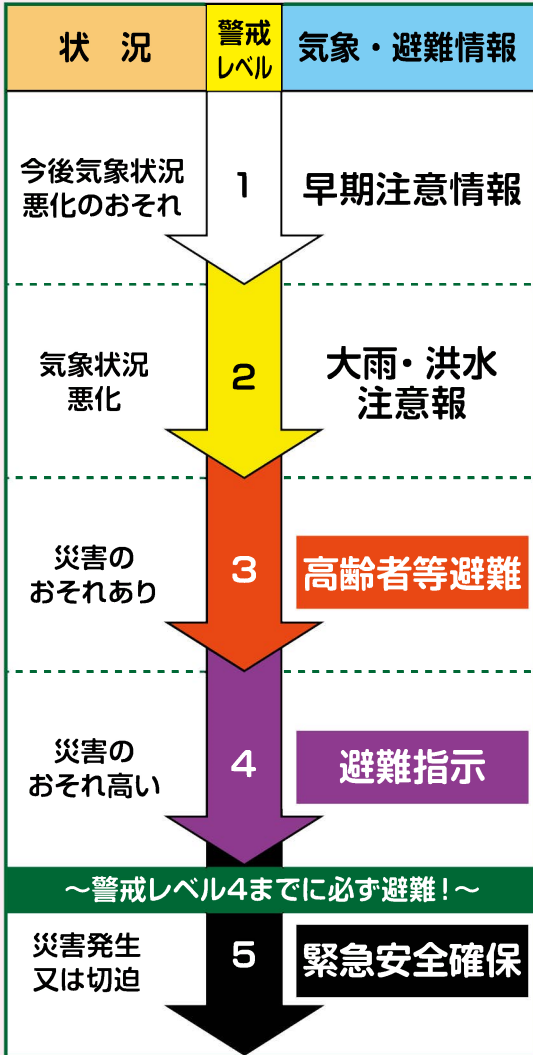 状　況
警戒
レベル
気象・避難情報
今後気象状況
悪化のおそれ
1
早期注意情報
気象状況
悪化
2
大雨・洪水
注意報
災害の
おそれあり
3
高齢者等避難
災害の
おそれ高い
4
避難指示
～警戒レベル4までに必ず避難！～
災害発生
又は切迫
5
緊急安全確保